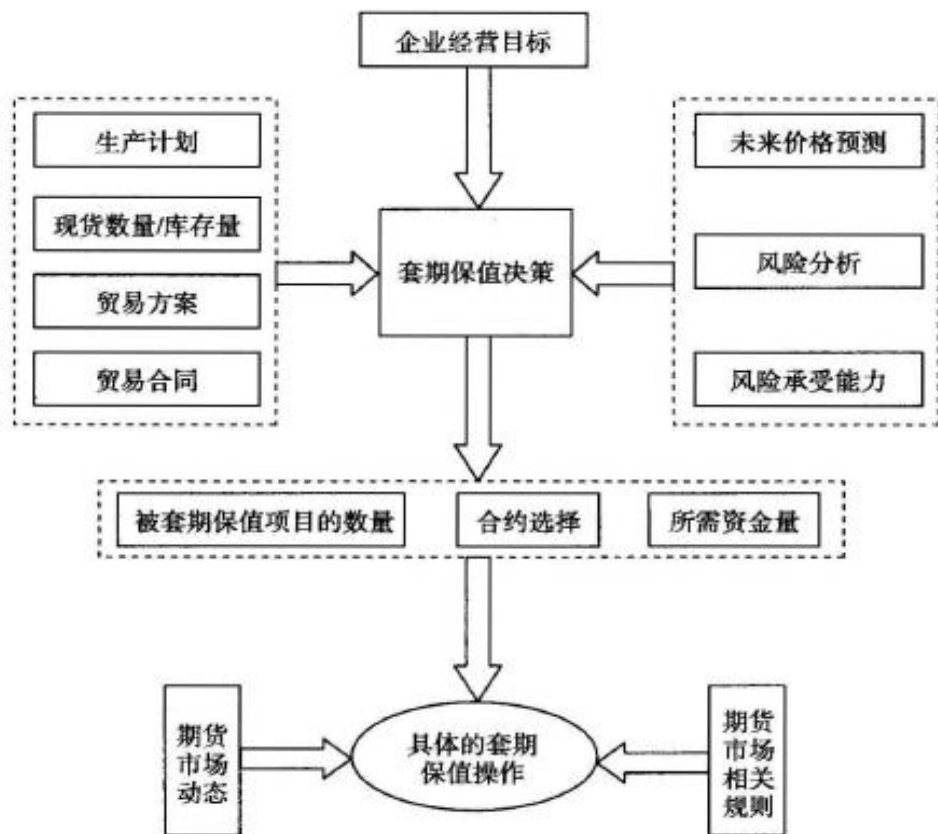 企业经营目标
生产计划
现货数量/库存量
贸易方案
贸易合同
套期保值决策
未来价格预测
风险分析
风险承受能力
被套期保值项目的数量
合约选择
所需资金量
期货
市场
动态
具体的套期
保值操作
期货
市场
相关
规则